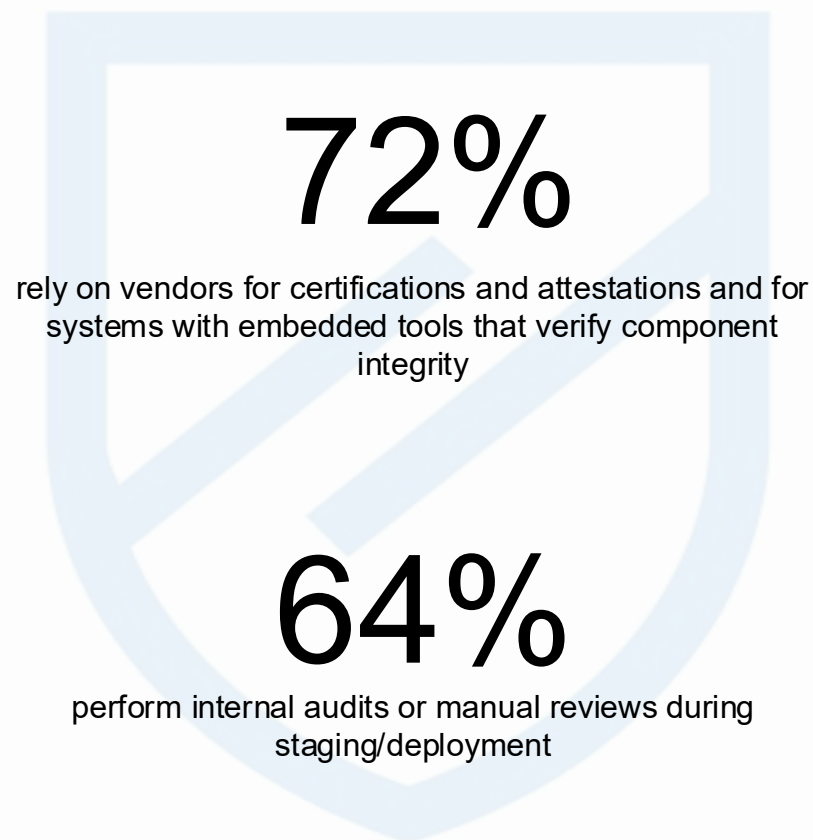 72%
rely on vendors for certifications and attestations and for
systems with embedded tools that verify component
integrity
64%
perform internal audits or manual reviews during
staging/deployment